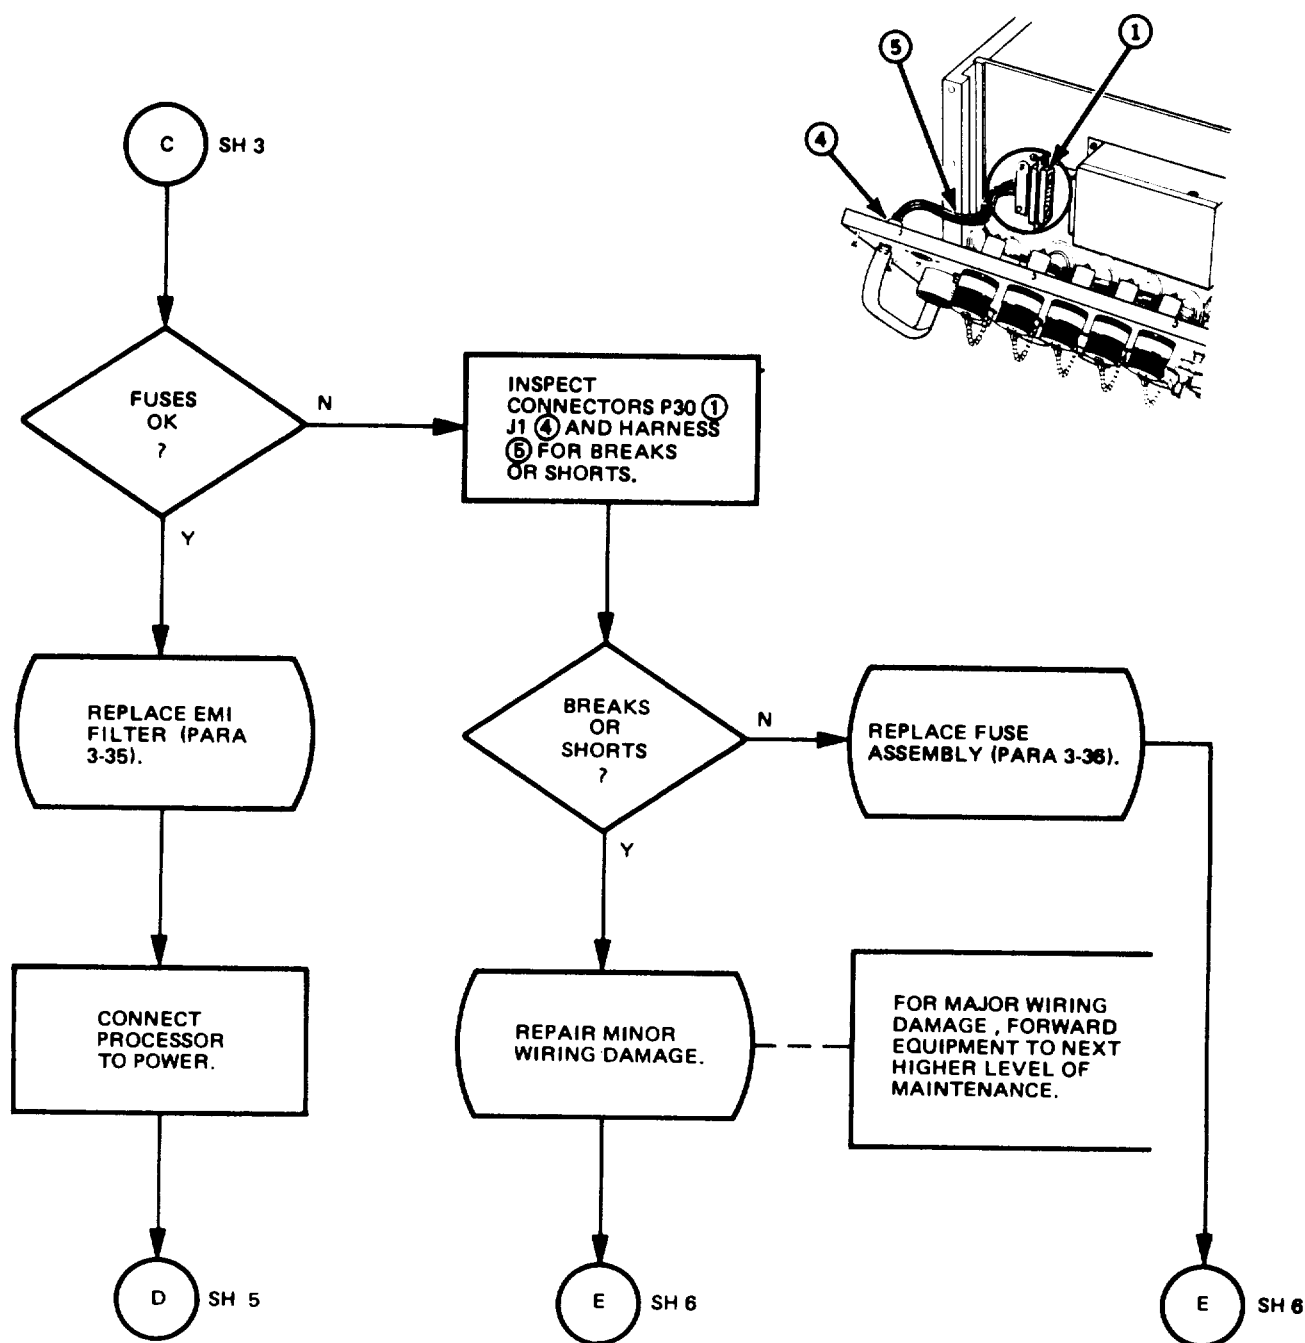 1
5
4
C SH 3
FUSES
OK
?
N
Y
INSPECT
CONNECTORS P30 ①
J1 ④ AND HARNESS
⑤ FOR BREAKS
OR SHORTS.
REPLACE EMI
FILTER (PARA
3-35).
BREAKS
OR
SHORTS
?
N
Y
REPLACE FUSE
ASSEMBLY (PARA 3-36).
CONNECT
PROCESSOR
TO POWER.
REPAIR MINOR
WIRING DAMAGE.
FOR MAJOR WIRING
DAMAGE , FORWARD
EQUIPMENT TO NEXT
HIGHER LEVEL OF
MAINTENANCE.
D SH 5
E SH 6
E SH 6